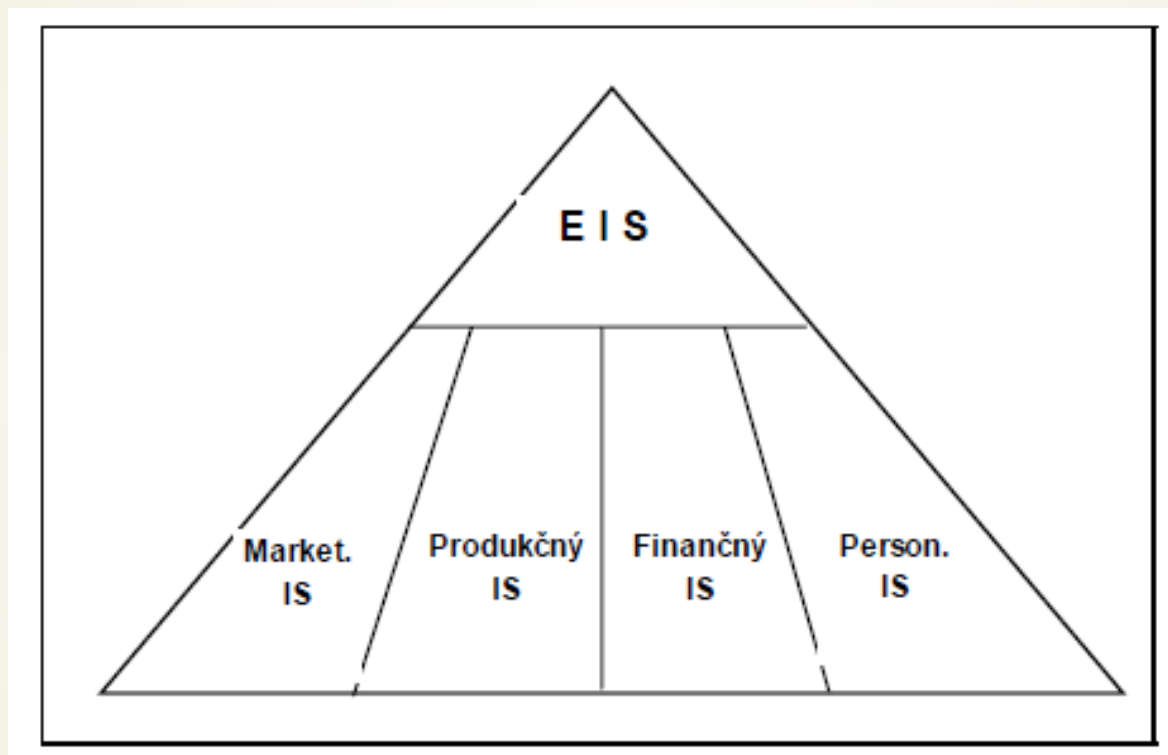 E I S
Market.
IS
Produkčný
IS
Finančný
IS
Person.
IS